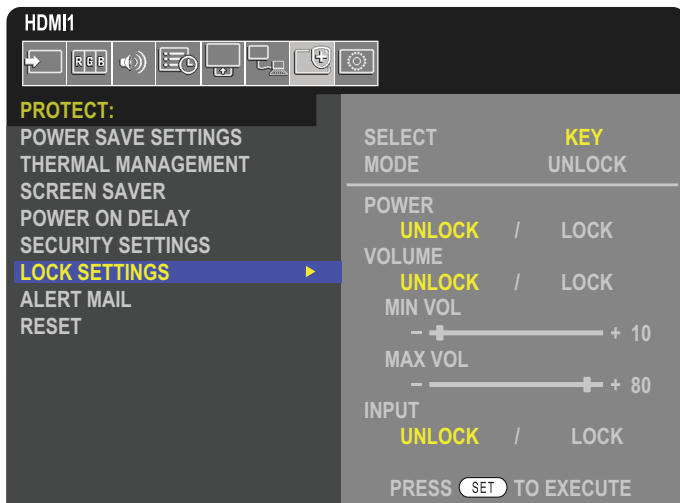 HDMI1
RGB
PROTECT:
POWER SAVE SETTINGS
THERMAL MANAGEMENT
SCREEN SAVER
POWER ON DELAY
SECURITY SETTINGS
LOCK SETTINGS
ALERT MAIL
RESET
SELECT KEY
MODE UNLOCK
POWER
UNLOCK / LOCK
VOLUME
UNLOCK / LOCK
MIN VOL
− + 10
MAX VOL
− + 80
INPUT
UNLOCK / LOCK
PRESS SET TO EXECUTE